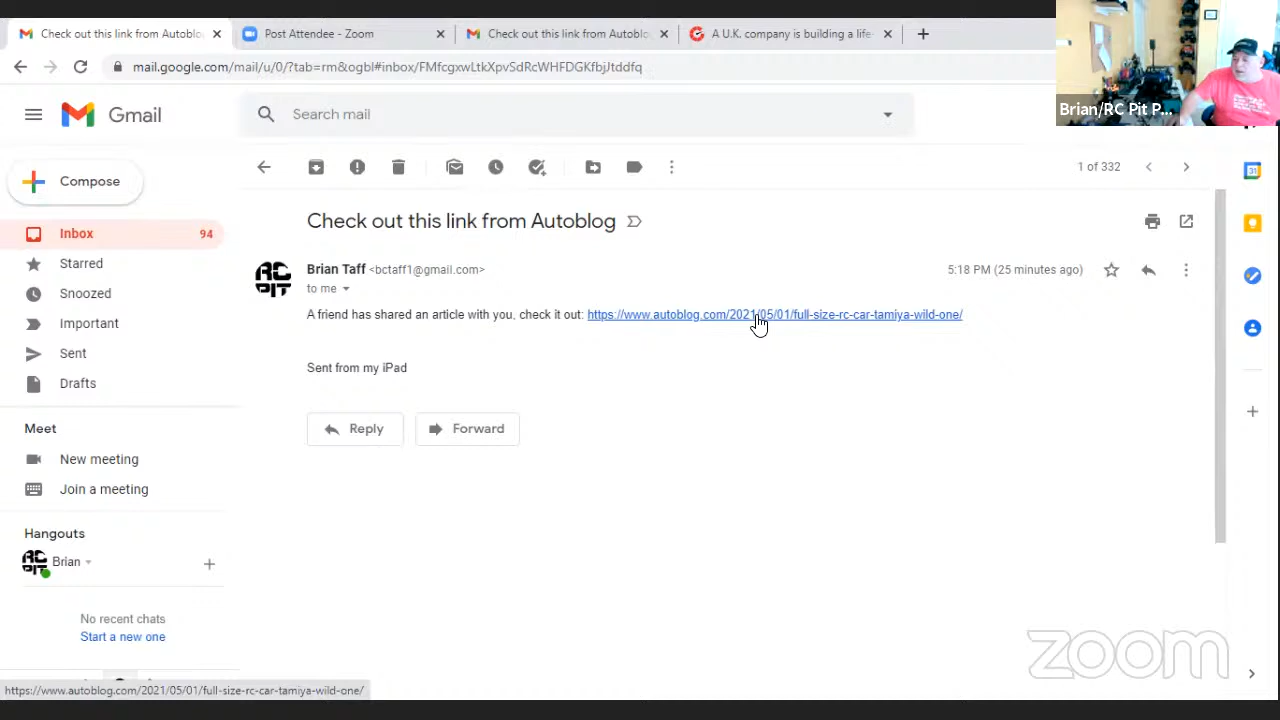 Check out this link from Autoblo
Post Attendee - Zoom
Check out this link from Autoblo
A U.K. company is building a life-
mail.google.com/mail/u/0/?tab=rm&ogbl#inbox/FMfcgxwLtkXpvSdRcWHFDGKfbjJtddfq
Brian/RC Pit P...
Gmail
Search mail
Compose
1 of 332
Inbox 94
Starred
Snoozed
Important
Sent
Drafts
Meet
New meeting
Join a meeting
Hangouts
Brian
No recent chats
Start a new one
Check out this link from Autoblog
RC
PIT
Brian Taff <bctaff1@gmail.com>
5:18 PM (25 minutes ago)
to me
A friend has shared an article with you, check it out: https://www.autoblog.com/2021/05/01/full-size-rc-car-tamiya-wild-one/
Sent from my iPad
Reply
Forward
31
zoom
https://www.autoblog.com/2021/05/01/full-size-rc-car-tamiya-wild-one/